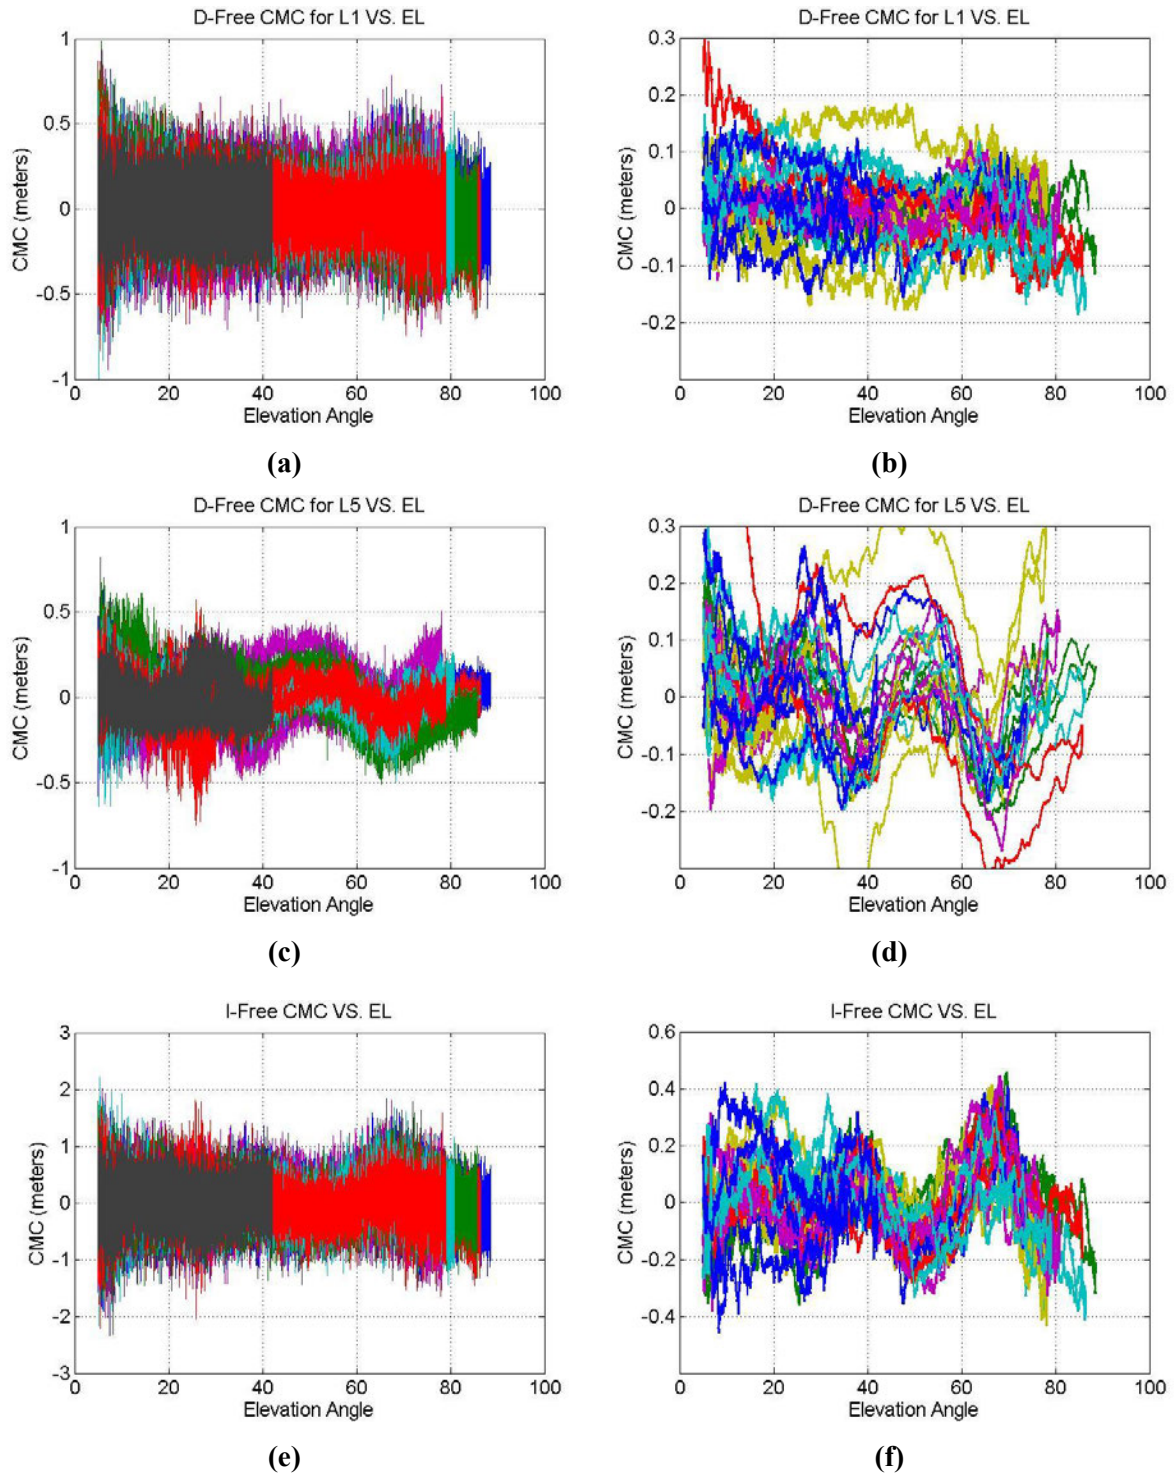 D-Free CMC for L1 VS. EL
1
0.5
0
-0.5
-1
CMC (meters)
0 20 40 60 80 100
Elevation Angle
(a)
D-Free CMC for L1 VS. EL
0.3
0.2
0.1
0
-0.1
-0.2
CMC (meters)
0 20 40 60 80 100
Elevation Angle
(b)
D-Free CMC for L5 VS. EL
1
0.5
0
-0.5
-1
CMC (meters)
0 20 40 60 80 100
Elevation Angle
(c)
D-Free CMC for L5 VS. EL
0.3
0.2
0.1
0
-0.1
-0.2
CMC (meters)
0 20 40 60 80 100
Elevation Angle
(d)
I-Free CMC VS. EL
3
2
1
0
-1
-2
-3
CMC (meters)
0 20 40 60 80 100
Elevation Angle
(e)
I-Free CMC VS. EL
0.6
0.4
0.2
0
-0.2
-0.4
CMC (meters)
0 20 40 60 80 100
Elevation Angle
(f)